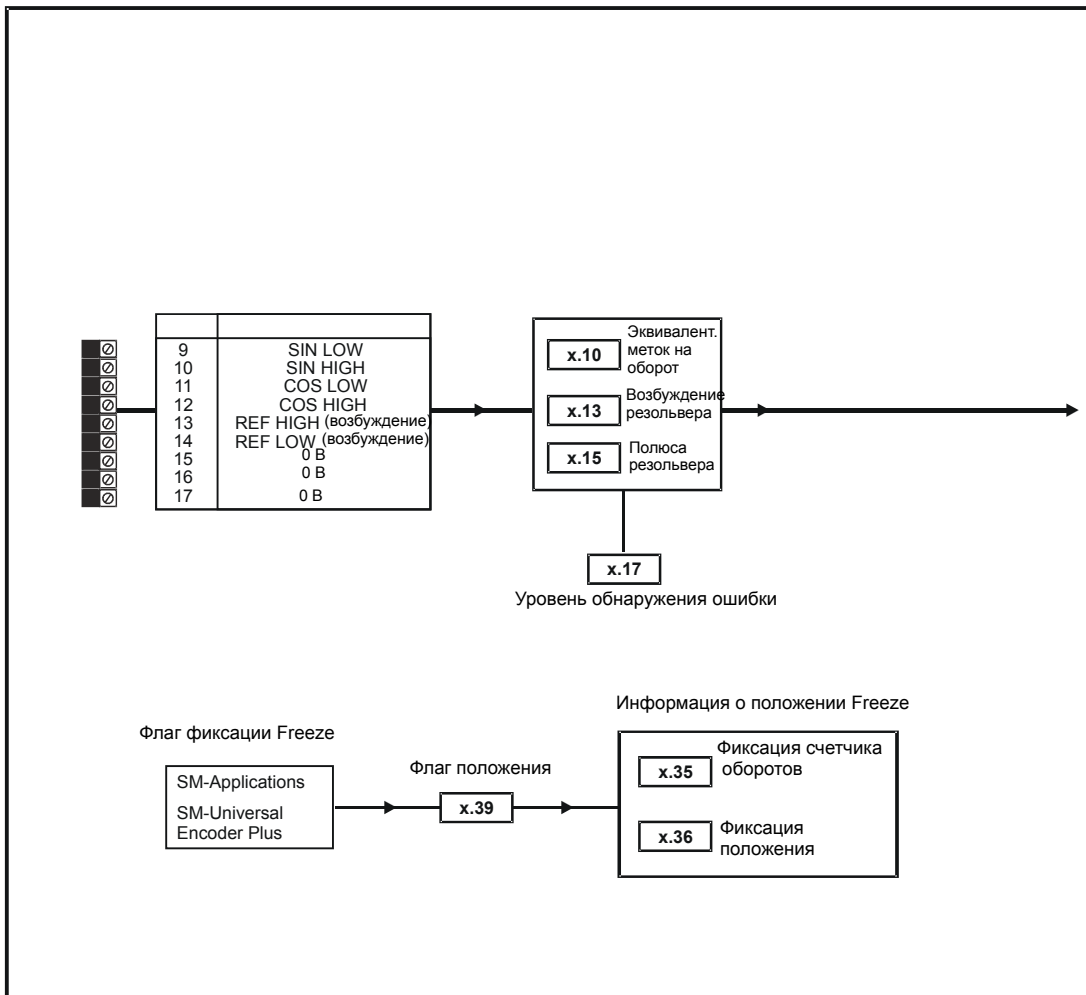 9 SIN LOW
10 SIN HIGH
11 COS LOW
12 COS HIGH
13 REF HIGH (возбуждение)
14 REF LOW (возбуждение)
15 0 В
16 0 В
17 0 В
x.10 Эквивалент.
меток на
оборот
x.13 Возбуждение
резольвера
x.15 Полюса
резольвера
x.17
Уровень обнаружения ошибки
Флаг фиксации Freeze
SM-Applications
SM-Universal
Encoder Plus
Флаг положения
x.39
Информация о положении Freeze
x.35 Фиксация счетчика
оборотов
x.36 Фиксация
положения